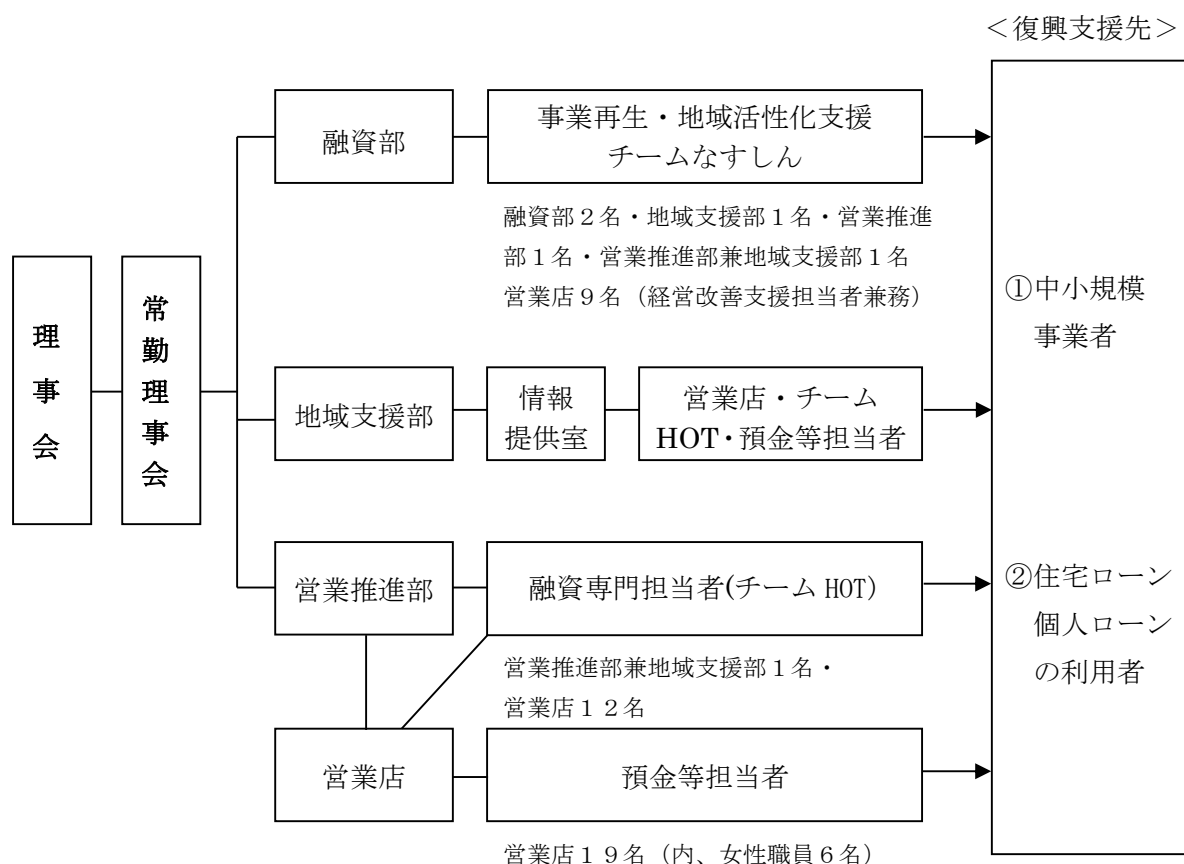 ＜復興支援先＞
理事会
常勤理事会
融資部
事業再生・地域活性化支援
チームなすしん
融資部２名・地域支援部１名・営業推進
部１名・営業推進部兼地域支援部１名
営業店９名（経営改善支援担当者兼務）
地域支援部
情報
提供室
営業店・チーム
HOT・預金等担当者
営業推進部
融資専門担当者(チーム HOT)
営業推進部兼地域支援部１名・
営業店１２名
営業店
預金等担当者
営業店１９名（内、女性職員６名）
①中小規模
事業者
②住宅ローン
個人ローン
の利用者